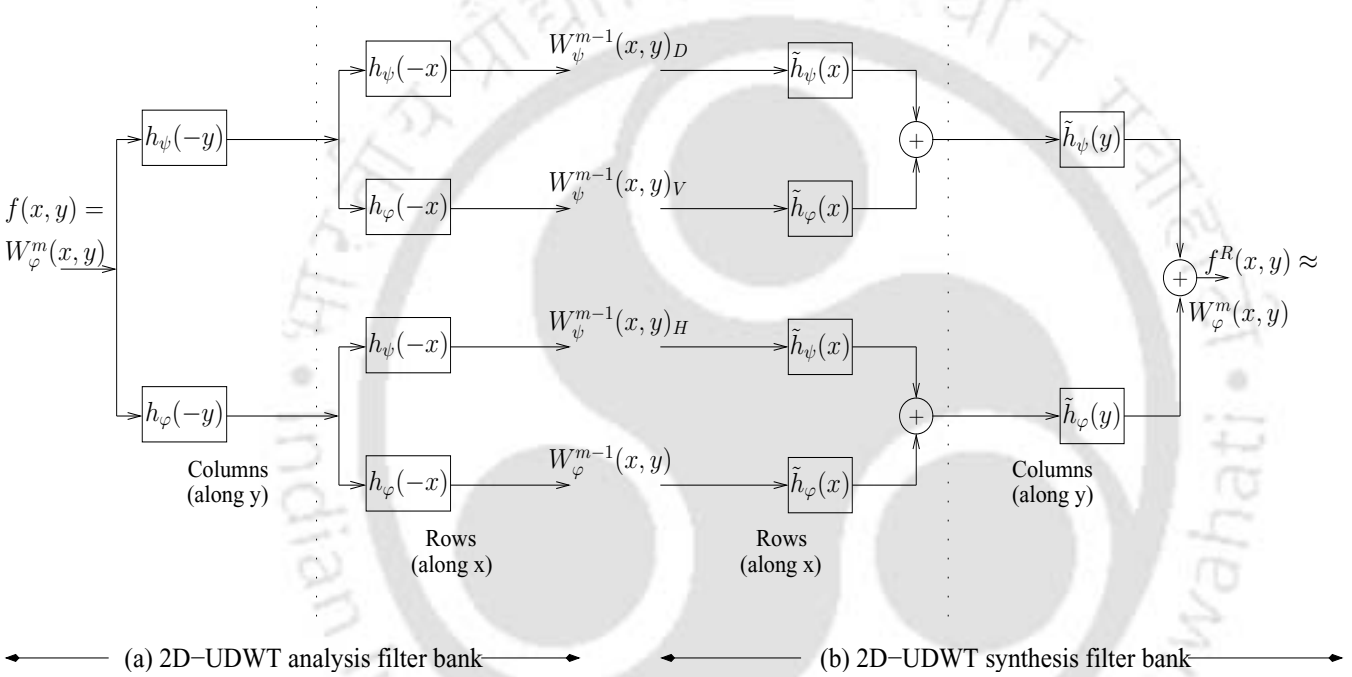 f(x, y) =
W_φ^m(x, y)
h_ψ(−y)
h_φ(−y)
Columns
(along y)
h_ψ(−x)
W_ψ^{m-1}(x, y)_D
h_φ(−x)
W_ψ^{m-1}(x, y)_V
h_ψ(−x)
W_ψ^{m-1}(x, y)_H
h_φ(−x)
W_φ^{m-1}(x, y)
Rows
(along x)
h̃_ψ(x)
h̃_φ(x)
+
h̃_ψ(x)
h̃_φ(x)
+
Rows
(along x)
h̃_ψ(y)
h̃_φ(y)
Columns
(along y)
+
f^R(x, y) ≈
W_φ^m(x, y)
(a) 2D−UDWT analysis filter bank
(b) 2D−UDWT synthesis filter bank
Indian
wahati